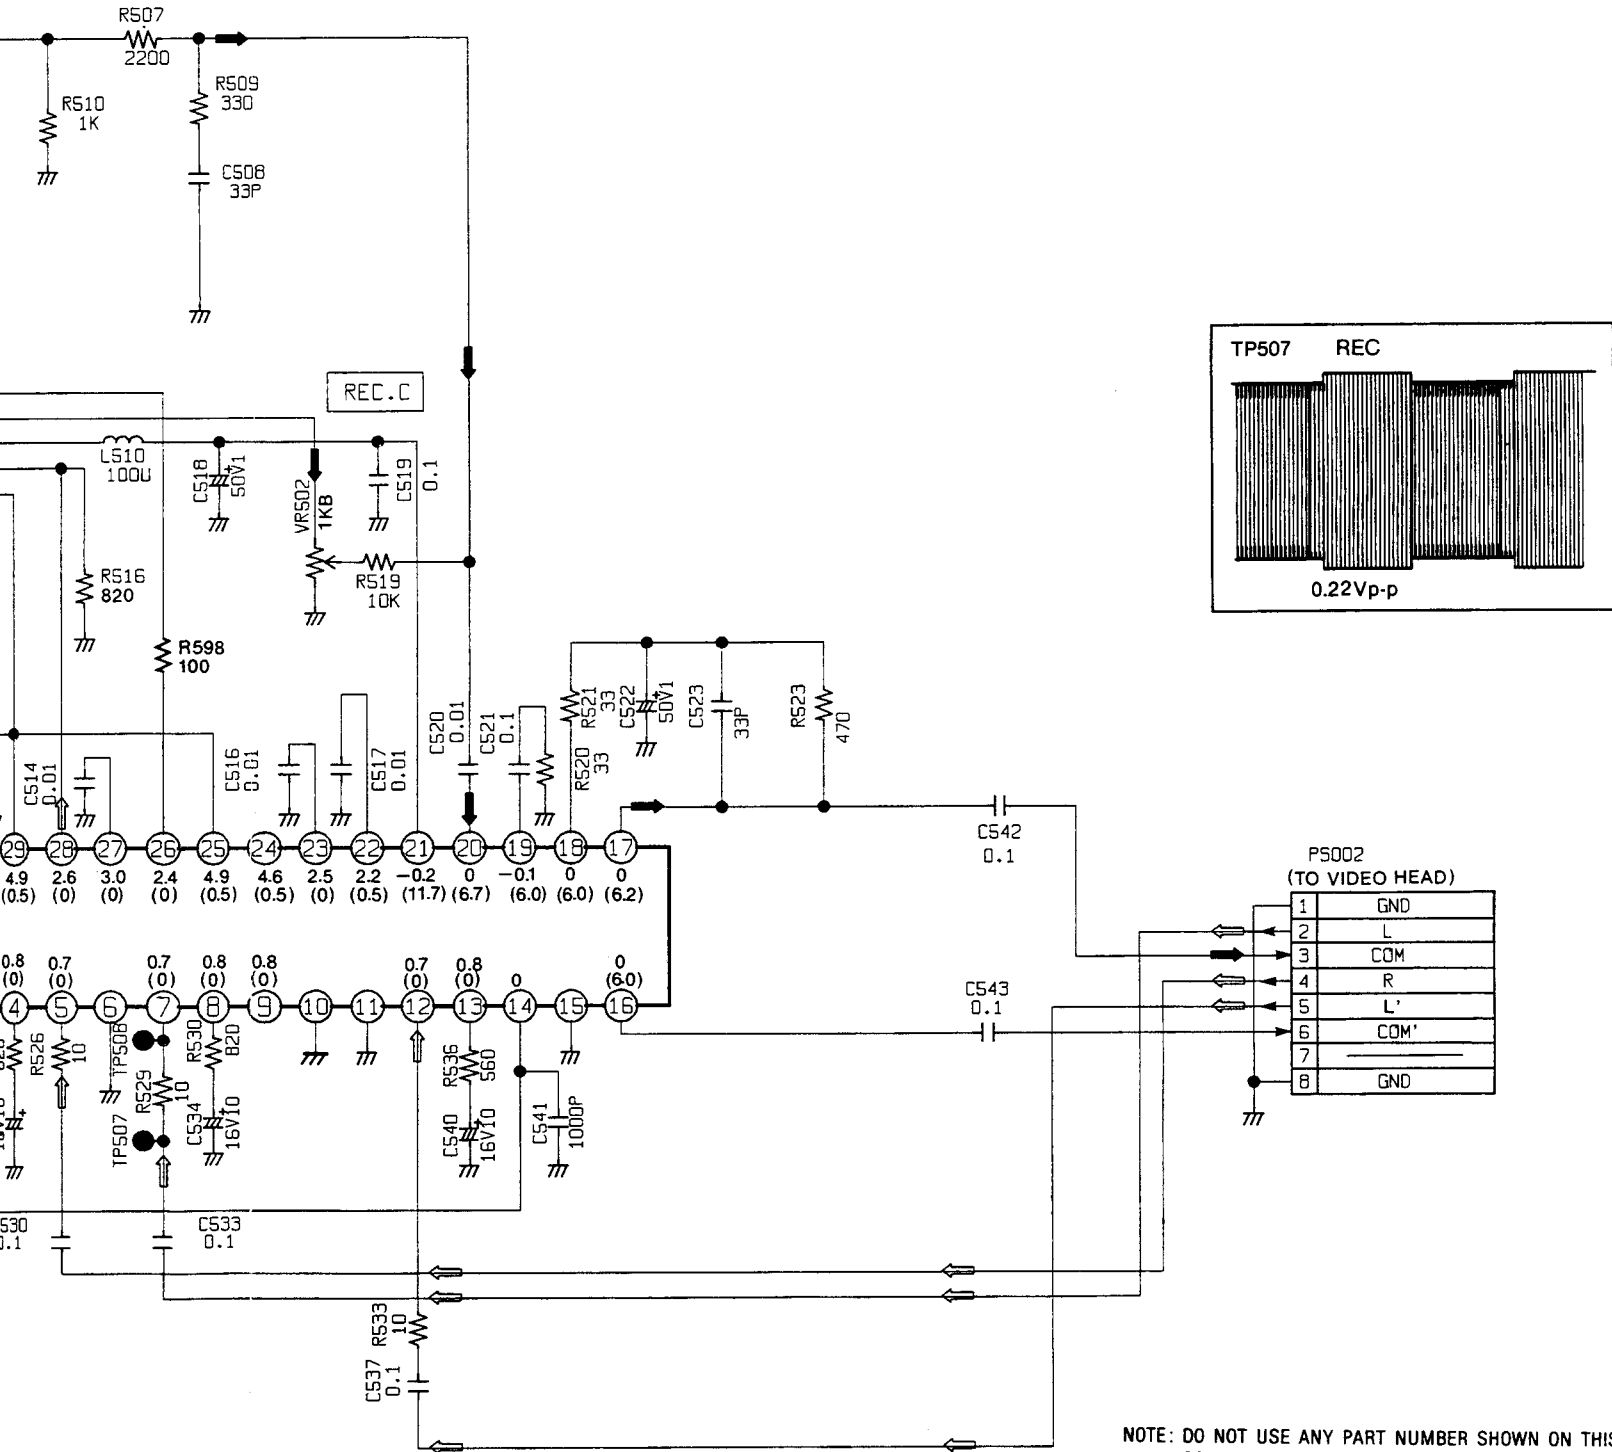 R507
2200
R509
330
R510
1K
C508
33P
TP507 REC
0.22Vp-p
REC.C
L510
100U
C518
50V1
VR502
1KB
C519
0.1
R519
10K
R516
820
R598
100
R521
33
C522
50V1
C523
33P
R523
470
C514
0.01
C516
0.01
C517
0.01
C520
0.01
C521
0.1
R520
33
C542
0.1
29 28 27 26 25 24 23 22 21 20 19 18 17
4.9 2.6 3.0 2.4 4.9 4.6 2.5 2.2 -0.2 0 -0.1 0 0
(0.5) (0) (0) (0) (0.5) (0.5) (0) (0.5) (11.7) (6.7) (6.0) (6.0) (6.2)
PS002
(TO VIDEO HEAD)
1 GND
2 L
3 COM
4 R
5 L'
6 COM'
7
8 GND
0.8 0.7 0.7 0.8 0.8 0.7 0.8 0 0
(0) (0) (0) (0) (0) (0) (0) (6.0)
4 5 6 7 8 9 10 11 12 13 14 15 16
C543
0.1
R526
10
TP508
R529
10
TP507
R530
820
C534
16V10
R536
560
C540
16V10
C541
1000P
530
0.1
C533
0.1
R533
10
C537
0.1
NOTE: DO NOT USE ANY PART NUMBER SHOWN ON THIS